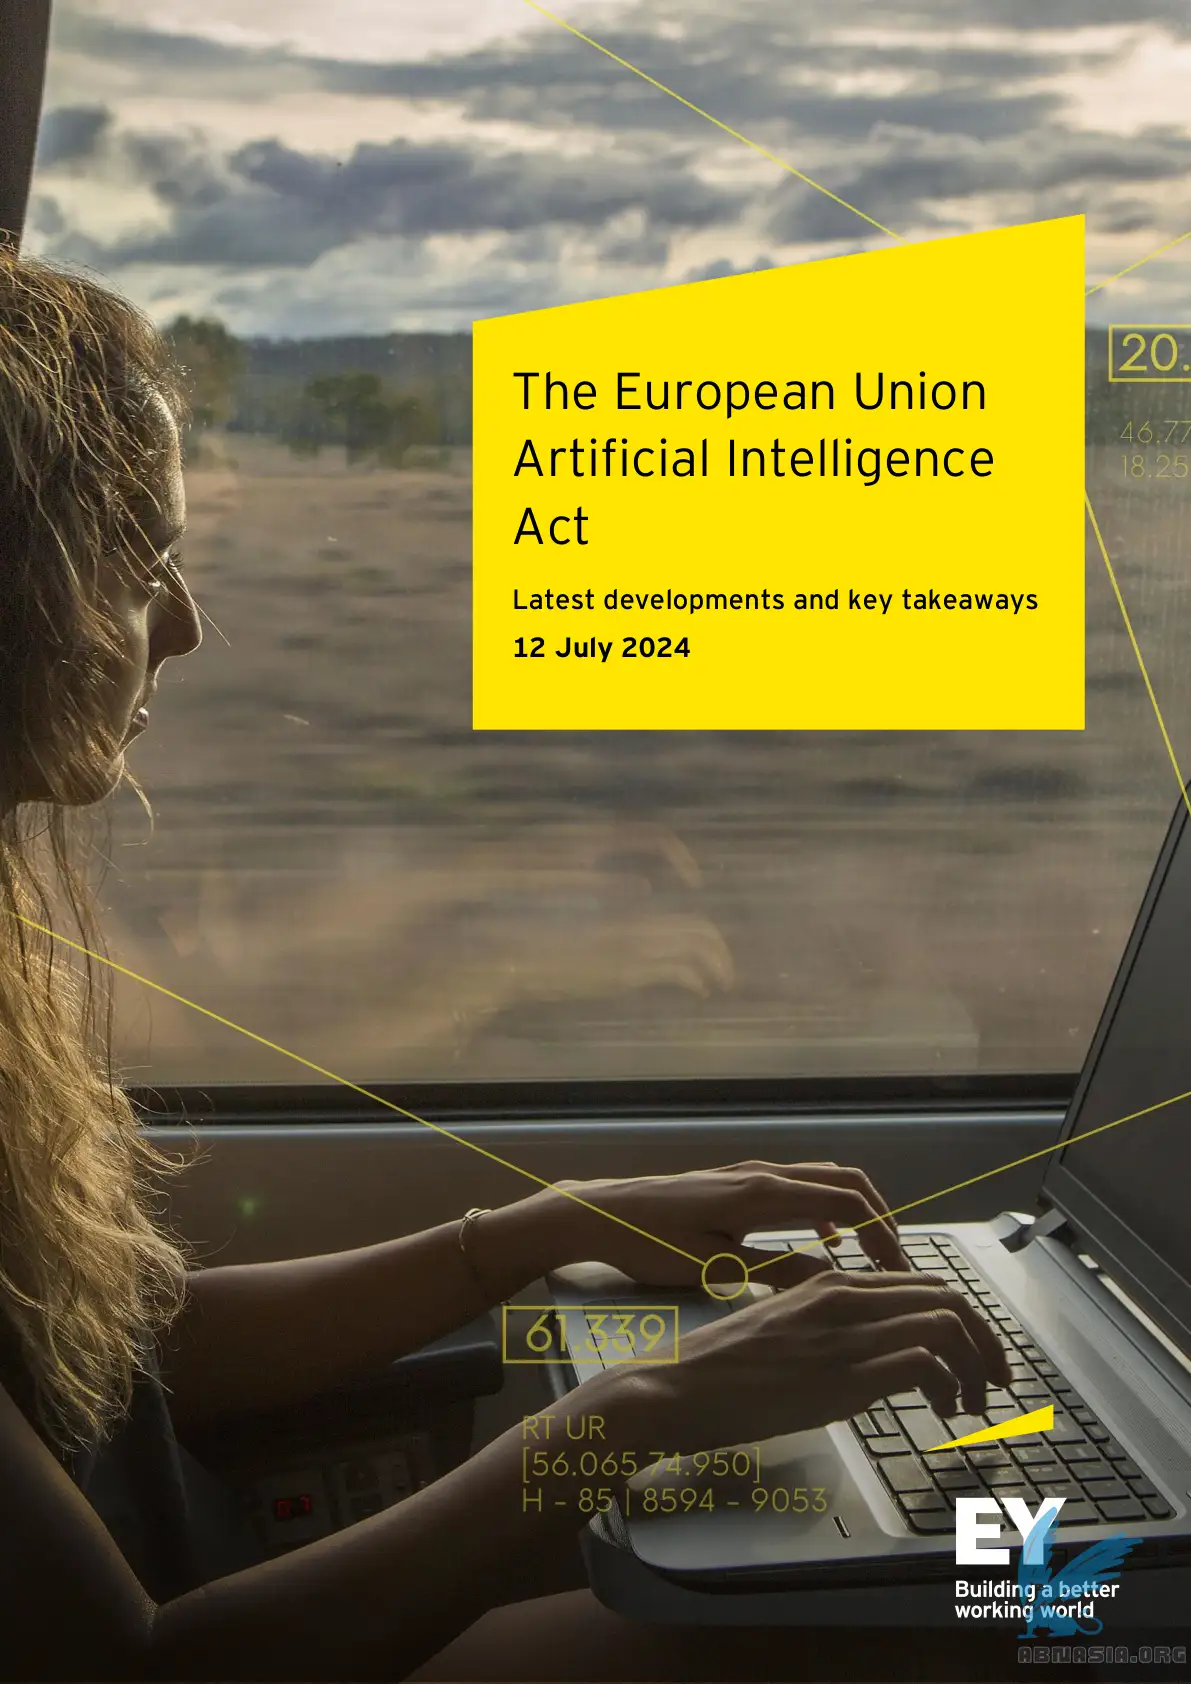 The European Union
Artificial Intelligence
Act
Latest developments and key takeaways
12 July 2024
20.
46.77
18.25
61.339
RT UR
[56.065 74.950]
H - 85 | 8594 - 9053
EY
Building a better
working world
ABNASIA.ORG